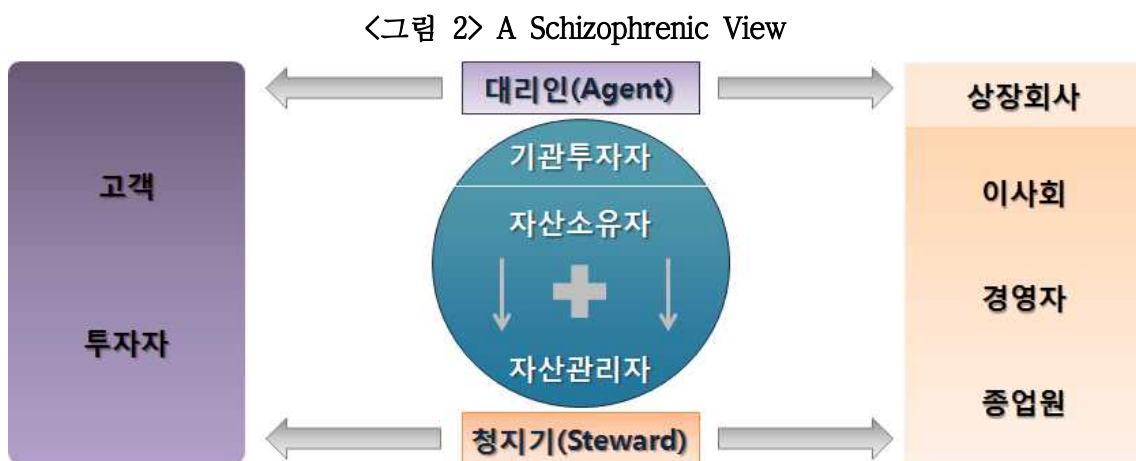 <그림 2> A Schizophrenic View
고객
투자자
대리인(Agent)
기관투자자
자산소유자
자산관리자
청지기(Steward)
상장회사
이사회
경영자
종업원